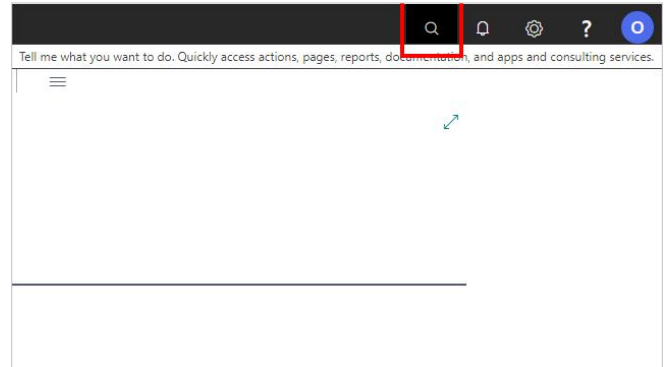 ? O
Tell me what you want to do. Quickly access actions, pages, reports, documentation, and apps and consulting services.